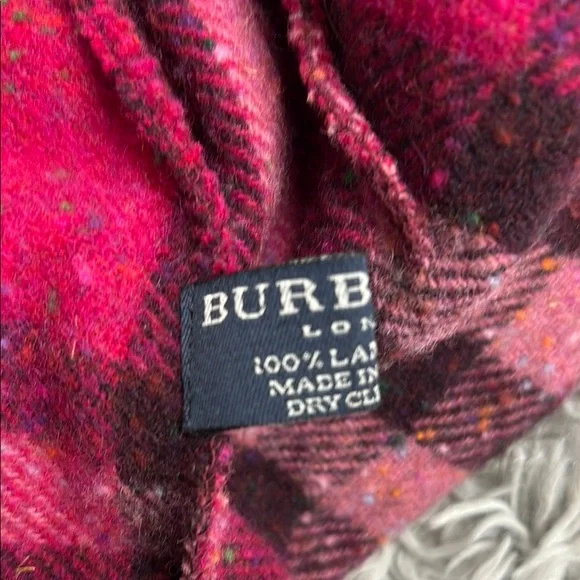 BURB
LON
100% LA
MADE IN
DRY CL